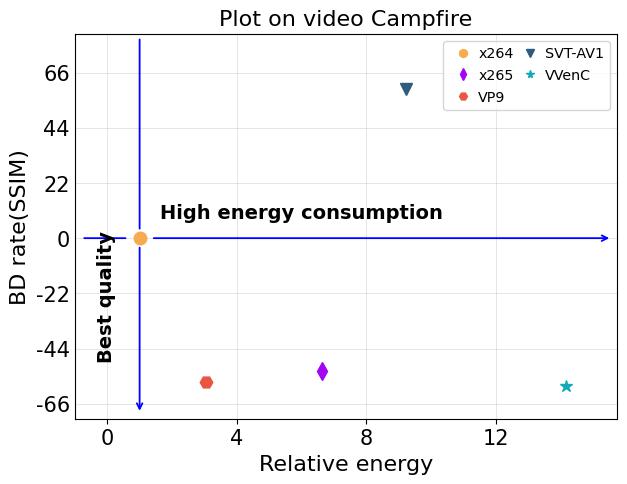 Plot on video Campfire
x264
x265
VP9
SVT-AV1
VVenC
BD rate(SSIM)
66
44
22
0
-22
-44
-66
High energy consumption
Best quality
0
4
8
12
Relative energy